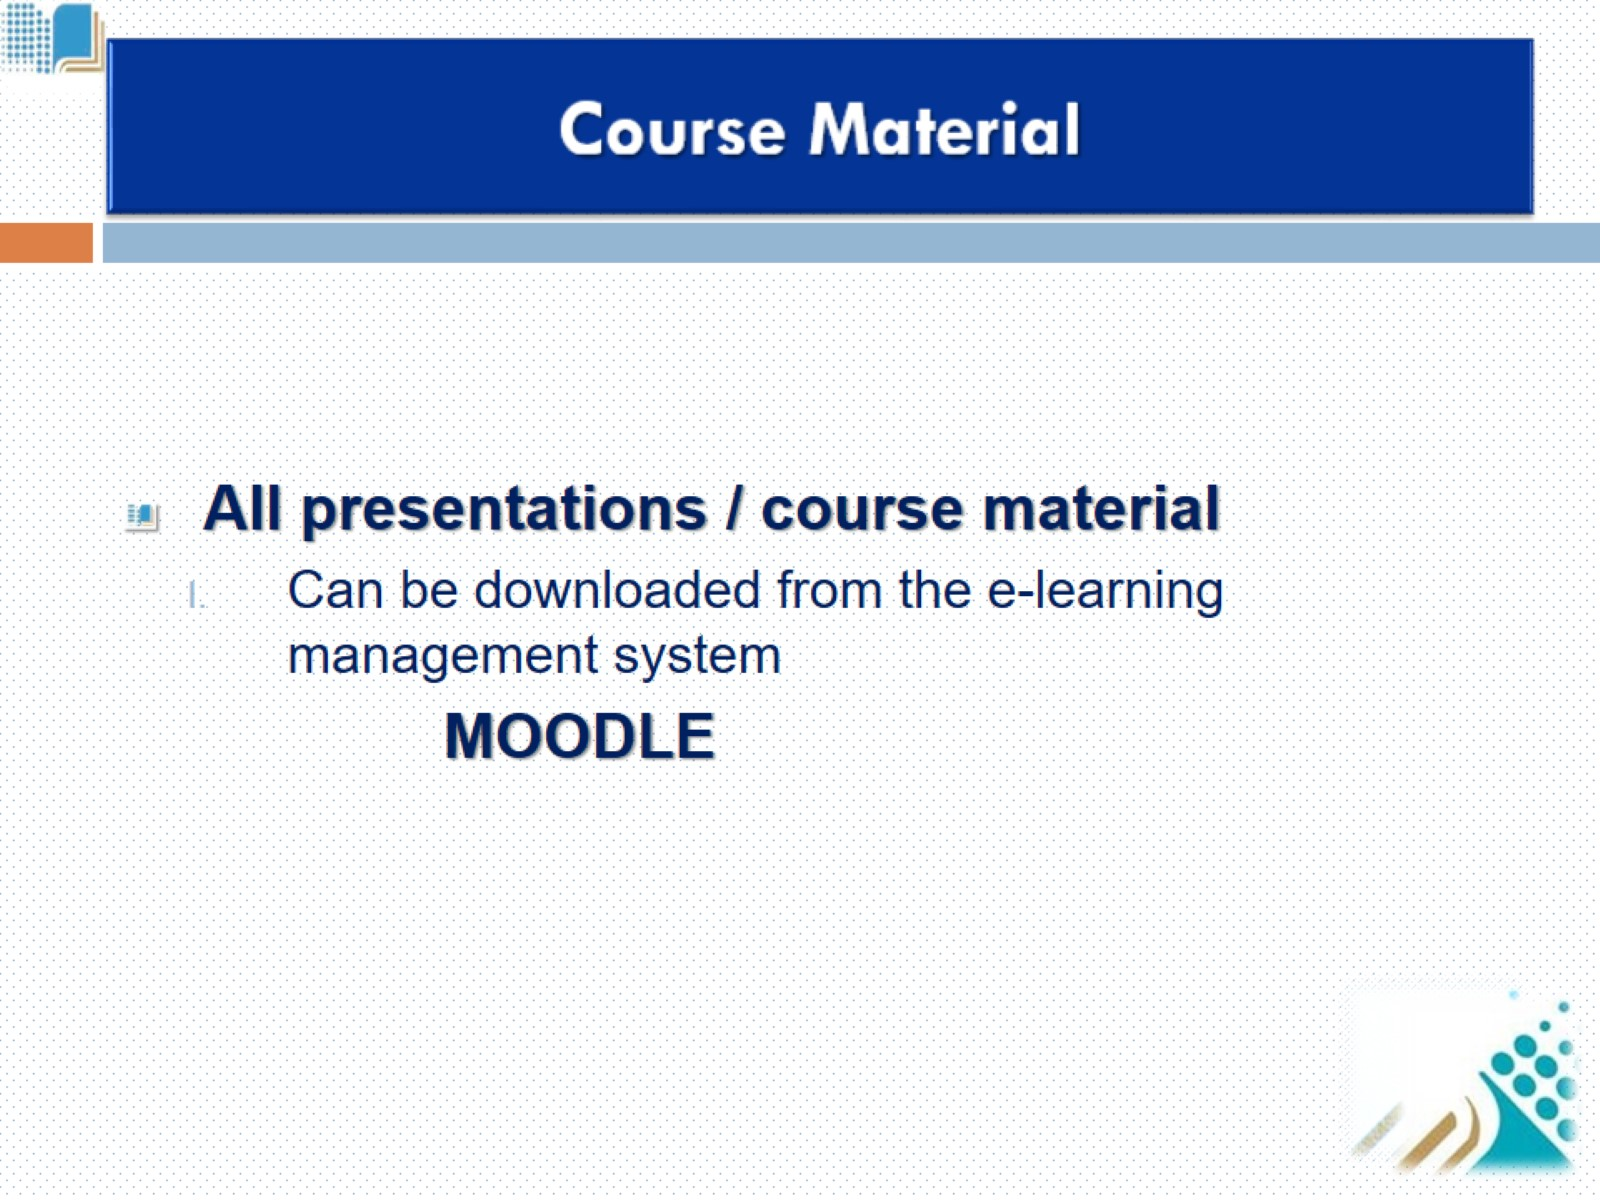 Course Material
All presentations / course material
I. Can be downloaded from the e-learning
management system
MOODLE